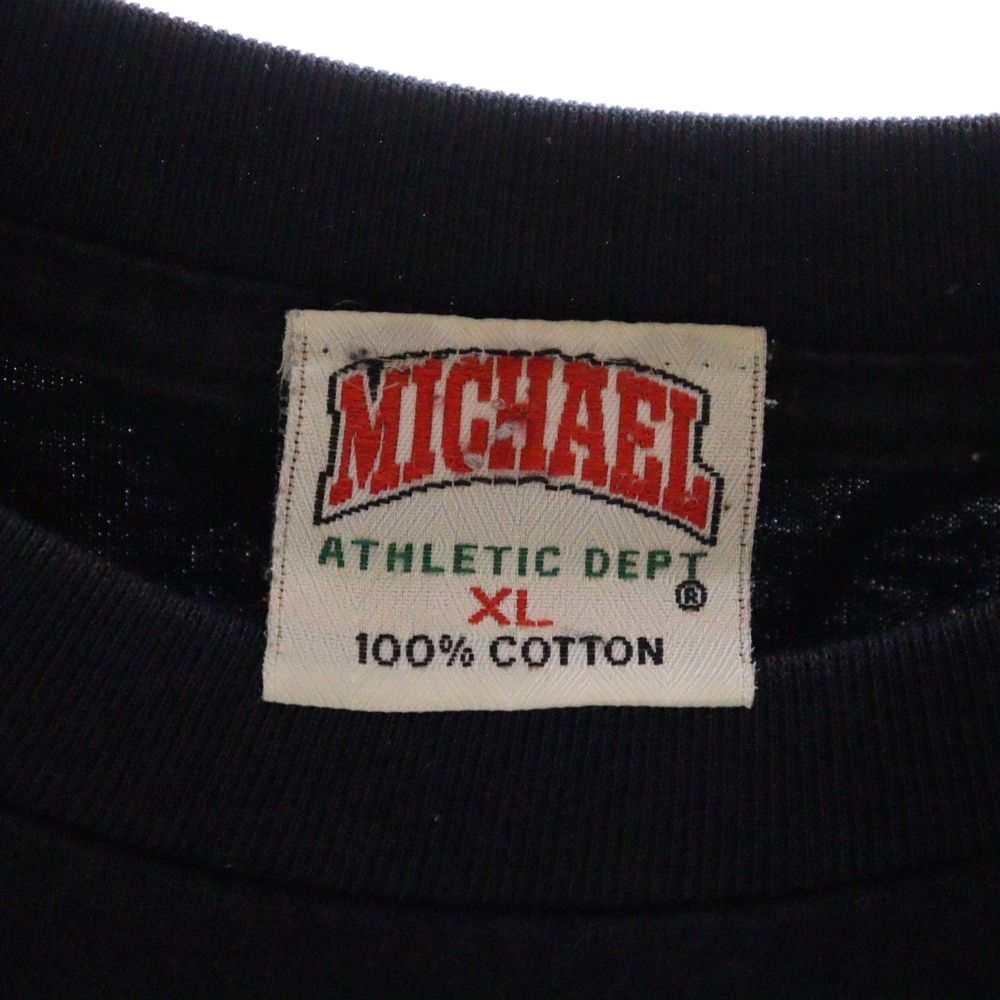 MICHAEL
ATHLETIC DEPT
®
XL
100% COTTON